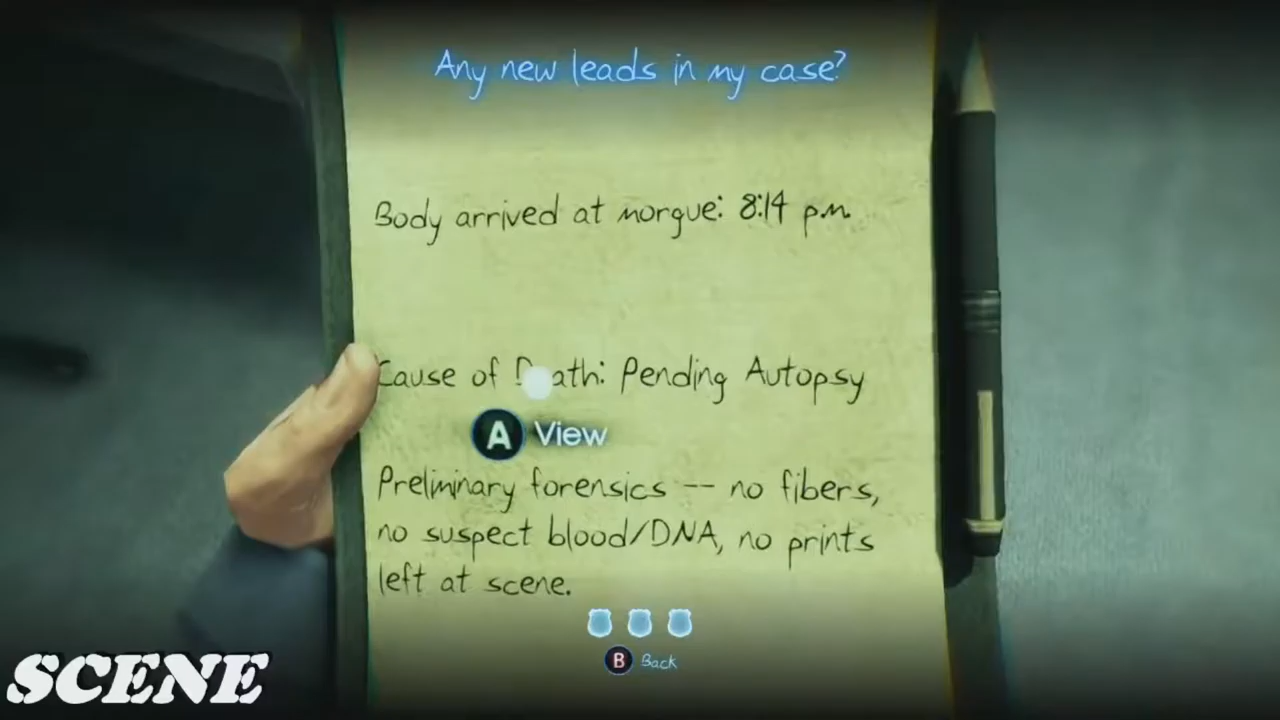 Any new leads in my case?
Body arrived at morgue: 8:14 p.m.
Cause of Death: Pending Autopsy
A View
Preliminary forensics -- no fibers,
no suspect blood/DNA, no prints
left at scene.
B Back
SCENE